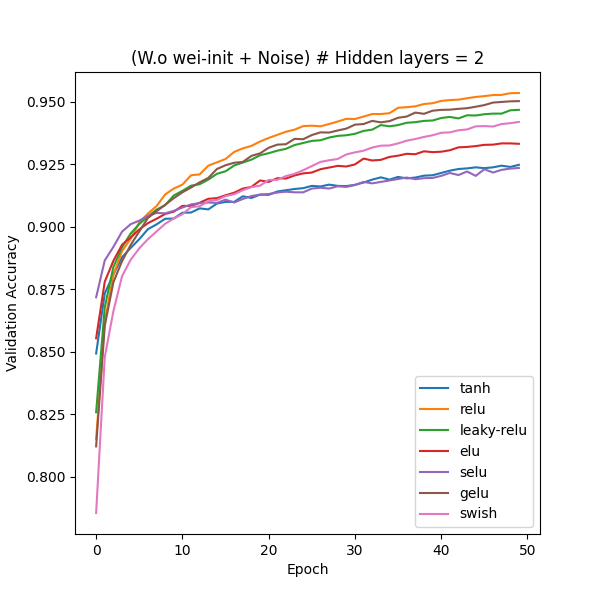 (W.o wei-init + Noise) # Hidden layers = 2
Validation Accuracy
0.950
0.925
0.900
0.875
0.850
0.825
0.800
0
10
20
30
40
50
Epoch
tanh
relu
leaky-relu
elu
selu
gelu
swish